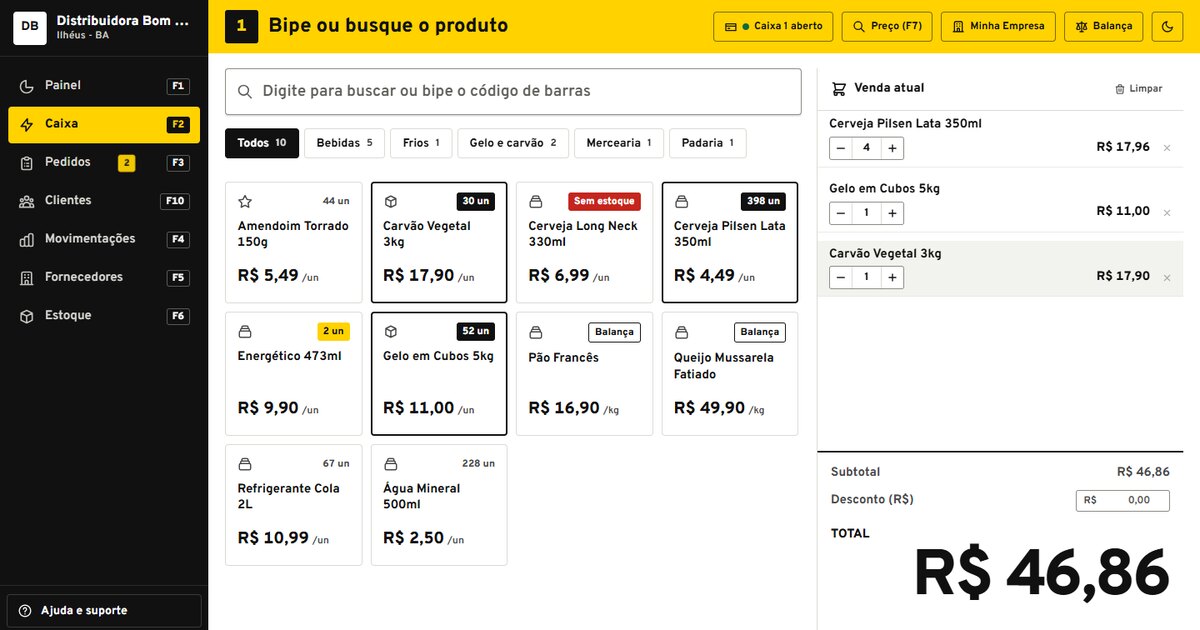 DB
Distribuidora Bom ...
Ilhéus - BA
Painel F1
Caixa F2
Pedidos 2 F3
Clientes F10
Movimentações F4
Fornecedores F5
Estoque F6
Ajuda e suporte
1 Bipe ou busque o produto
Caixa 1 aberto
Preço (F7)
Minha Empresa
Balança
Digite para buscar ou bipe o código de barras
Todos 10
Bebidas 5
Frios 1
Gelo e carvão 2
Mercearia 1
Padaria 1
44 un
Amendoim Torrado
150g
R$ 5,49 /un
30 un
Carvão Vegetal
3kg
R$ 17,90 /un
Sem estoque
Cerveja Long Neck
330ml
R$ 6,99 /un
398 un
Cerveja Pilsen Lata
350ml
R$ 4,49 /un
2 un
Energético 473ml
R$ 9,90 /un
52 un
Gelo em Cubos 5kg
R$ 11,00 /un
Balança
Pão Francês
R$ 16,90 /kg
Balança
Queijo Mussarela
Fatiado
R$ 49,90 /kg
67 un
Refrigerante Cola
2L
R$ 10,99 /un
228 un
Água Mineral
500ml
R$ 2,50 /un
Venda atual
Limpar
Cerveja Pilsen Lata 350ml
− 4 + R$ 17,96 ×
Gelo em Cubos 5kg
− 1 + R$ 11,00 ×
Carvão Vegetal 3kg
− 1 + R$ 17,90 ×
Subtotal R$ 46,86
Desconto (R$) R$ 0,00
TOTAL
R$ 46,86